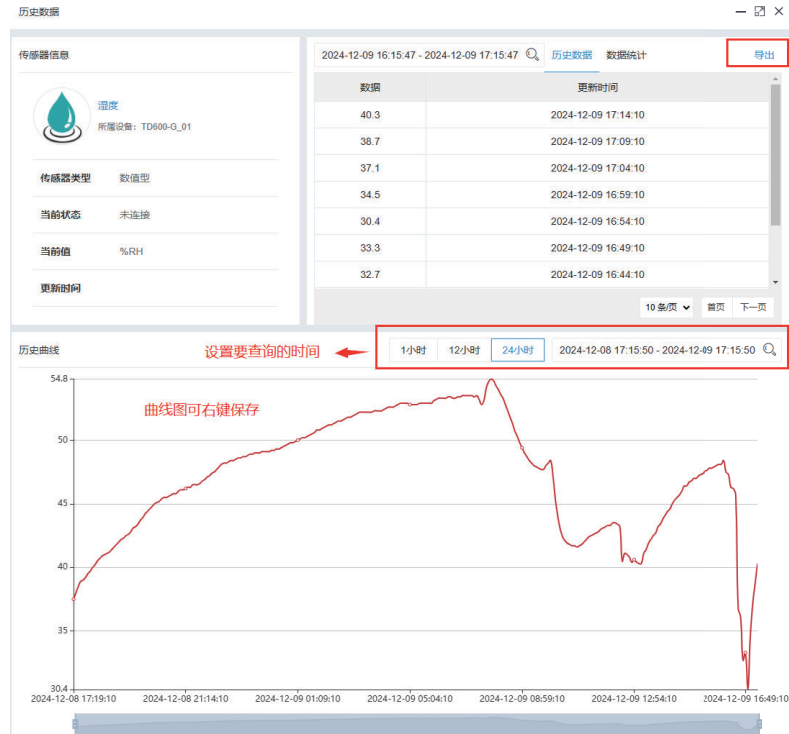 历史数据
传感器信息
2024-12-09 16:15:47 - 2024-12-09 17:15:47 历史数据 数据统计 导出
湿度
所属设备：TD600-G_01
传感器类型 数值型
当前状态 未连接
当前值 %RH
更新时间
数据 更新时间
40.3 2024-12-09 17:14:10
38.7 2024-12-09 17:09:10
37.1 2024-12-09 17:04:10
34.5 2024-12-09 16:59:10
30.4 2024-12-09 16:54:10
33.3 2024-12-09 16:49:10
32.7 2024-12-09 16:44:10
10 条/页 首页 下一页
历史曲线 设置要查询的时间 1小时 12小时 24小时 2024-12-08 17:15:50 - 2024-12-09 17:15:50
曲线图可右键保存
54.8
50
45
40
35
30.4
2024-12-08 17:19:10 2024-12-08 21:14:10 2024-12-09 01:09:10 2024-12-09 05:04:10 2024-12-09 08:59:10 2024-12-09 12:54:10 2024-12-09 16:49:10